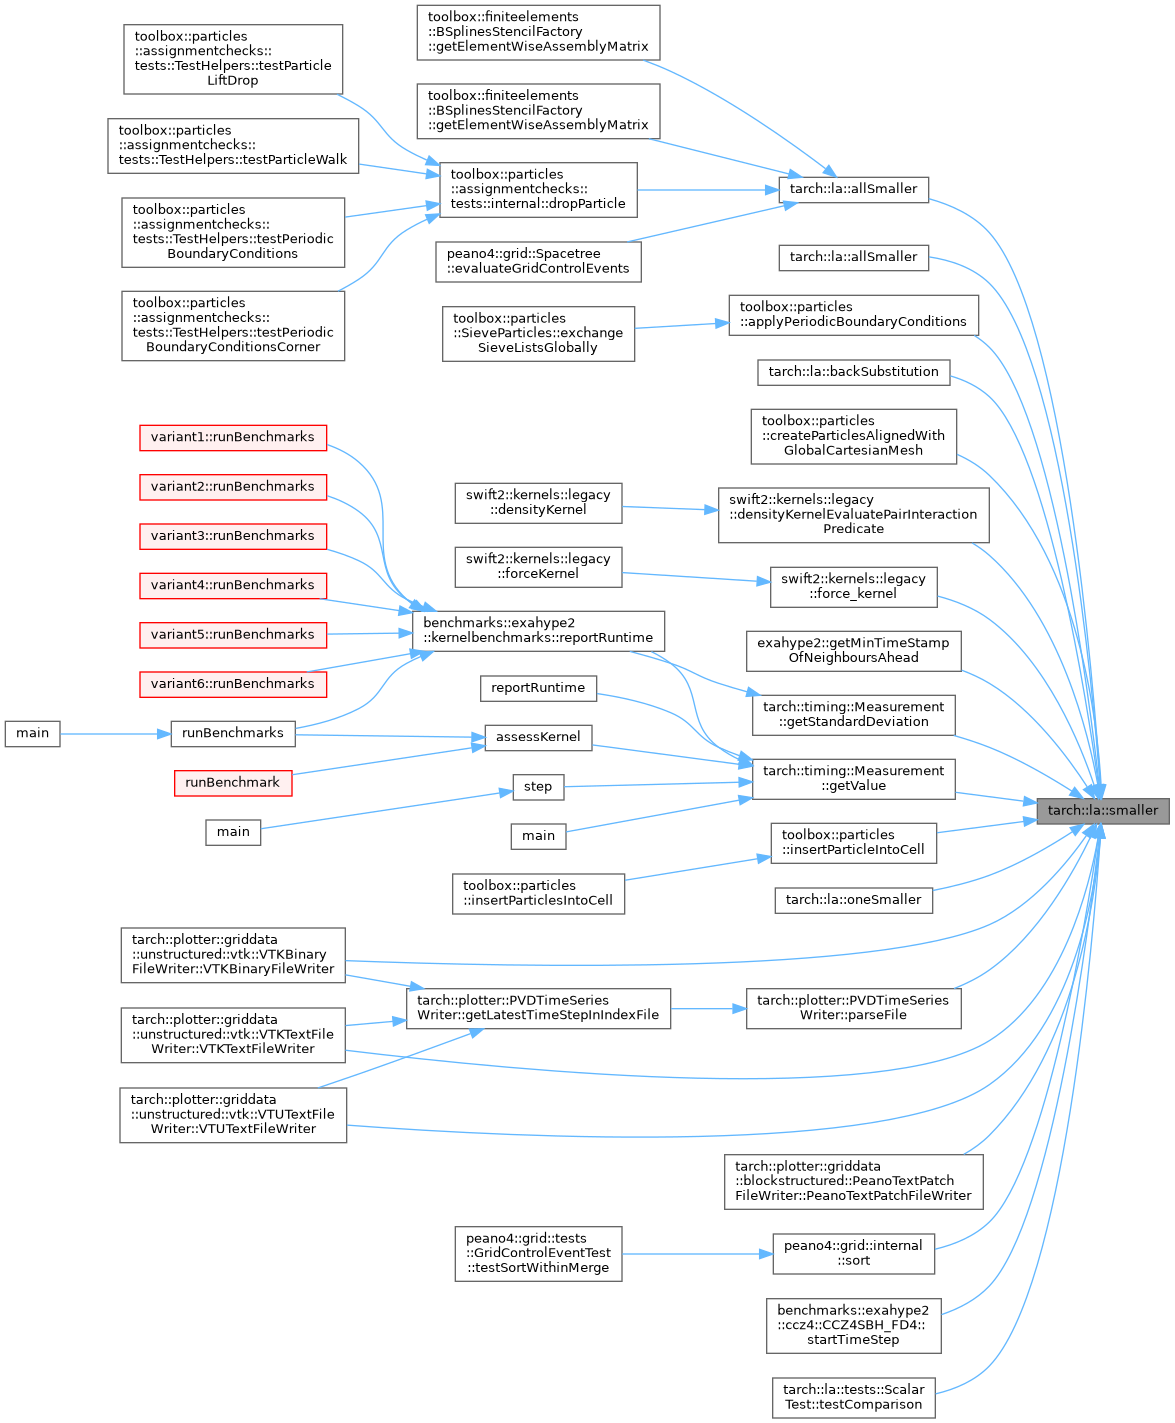 toolbox::finiteelements
::BSplinesStencilFactory
::getElementWiseAssemblyMatrix
toolbox::particles
::assignmentchecks::
tests::TestHelpers::testParticle
LiftDrop
toolbox::finiteelements
::BSplinesStencilFactory
::getElementWiseAssemblyMatrix
toolbox::particles
::assignmentchecks::
tests::TestHelpers::testParticleWalk
toolbox::particles
::assignmentchecks::
tests::internal::dropParticle
tarch::la::allSmaller
toolbox::particles
::assignmentchecks::
tests::TestHelpers::testPeriodic
BoundaryConditions
peano4::grid::Spacetree
::evaluateGridControlEvents
tarch::la::allSmaller
toolbox::particles
::assignmentchecks::
tests::TestHelpers::testPeriodic
BoundaryConditionsCorner
toolbox::particles
::SieveParticles::exchange
SieveListsGlobally
toolbox::particles
::applyPeriodicBoundaryConditions
tarch::la::backSubstitution
toolbox::particles
::createParticlesAlignedWith
GlobalCartesianMesh
variant1::runBenchmarks
variant2::runBenchmarks
swift2::kernels::legacy
::densityKernel
swift2::kernels::legacy
::densityKernelEvaluatePairInteraction
Predicate
variant3::runBenchmarks
swift2::kernels::legacy
::forceKernel
swift2::kernels::legacy
::force_kernel
variant4::runBenchmarks
variant5::runBenchmarks
benchmarks::exahype2
::kernelbenchmarks::reportRuntime
exahype2::getMinTimeStamp
OfNeighboursAhead
variant6::runBenchmarks
reportRuntime
tarch::timing::Measurement
::getStandardDeviation
main
runBenchmarks
assessKernel
runBenchmark
step
tarch::timing::Measurement
::getValue
tarch::la::smaller
main
main
toolbox::particles
::insertParticleIntoCell
toolbox::particles
::insertParticlesIntoCell
tarch::la::oneSmaller
tarch::plotter::griddata
::unstructured::vtk::VTKBinary
FileWriter::VTKBinaryFileWriter
tarch::plotter::PVDTimeSeries
Writer::getLatestTimeStepInIndexFile
tarch::plotter::PVDTimeSeries
Writer::parseFile
tarch::plotter::griddata
::unstructured::vtk::VTKTextFile
Writer::VTKTextFileWriter
tarch::plotter::griddata
::unstructured::vtk::VTUTextFile
Writer::VTUTextFileWriter
tarch::plotter::griddata
::blockstructured::PeanoTextPatch
FileWriter::PeanoTextPatchFileWriter
peano4::grid::tests
::GridControlEventTest
::testSortWithinMerge
peano4::grid::internal
::sort
benchmarks::exahype2
::ccz4::CCZ4SBH_FD4::
startTimeStep
tarch::la::tests::Scalar
Test::testComparison